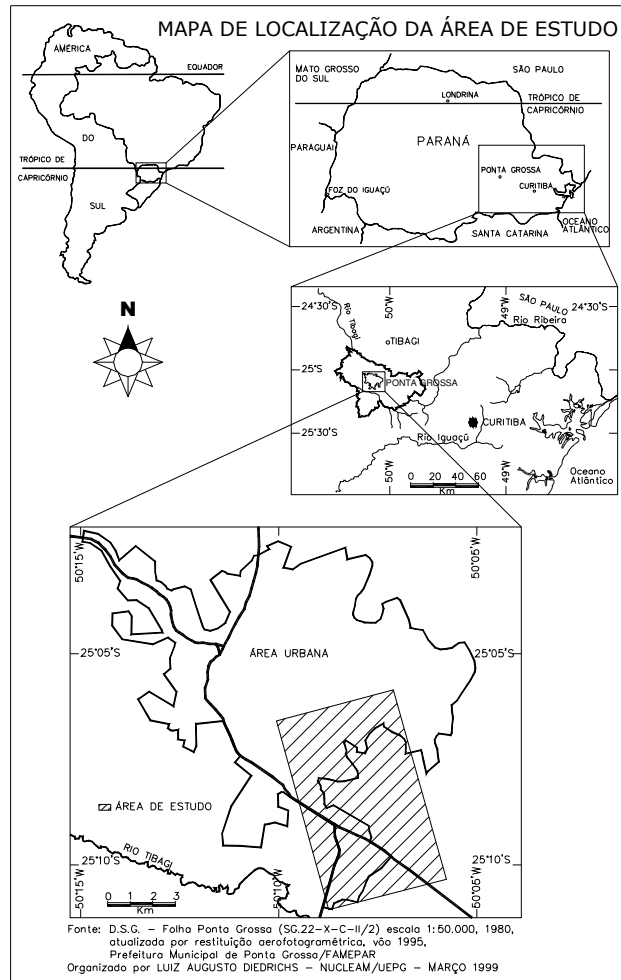 MAPA DE LOCALIZAÇÃO DA ÁREA DE ESTUDO
AMÉRICA
EQUADOR
DO
TRÓPICO DE
CAPRICÓRNIO
SUL
MATO GROSSO
DO SUL
SÃO PAULO
LONDRINA
TRÓPICO DE
CAPRICÓRNIO
PARANÁ
PARAGUAI
PONTA GROSSA
CURITIBA
FOZ DO IGUAÇÚ
ARGENTINA
SANTA CATARINA
OCEANO
ATLÂNTICO
N
24°30'S
50°W
49°W
24°30'S
Rio Tibagi
SÃO PAULO
Rio Ribeira
TIBAGI
25°S
25°S
PONTA GROSSA
CURITIBA
25°30'S
Rio Iguaçú
25°30'S
50°W
49°W
Oceano
Atlântico
0 20 40 60
Km
50°15'W
50°10'W
50°05'W
25°05'S
ÁREA URBANA
25°05'S
ÁREA DE ESTUDO
RIO TIBAGI
25°10'S
25°10'S
50°15'W
50°10'W
50°05'W
0 1 2 3
Km
Fonte: D.S.G. – Folha Ponta Grossa (SG.22–X–C–II/2) escala 1:50.000, 1980,
atualizada por restituição aerofotogramétrica, vôo 1995,
Prefeitura Municipal de Ponta Grossa/FAMEPAR
Organizado por LUIZ AUGUSTO DIEDRICHS – NUCLEAM/UEPG – MARÇO 1999